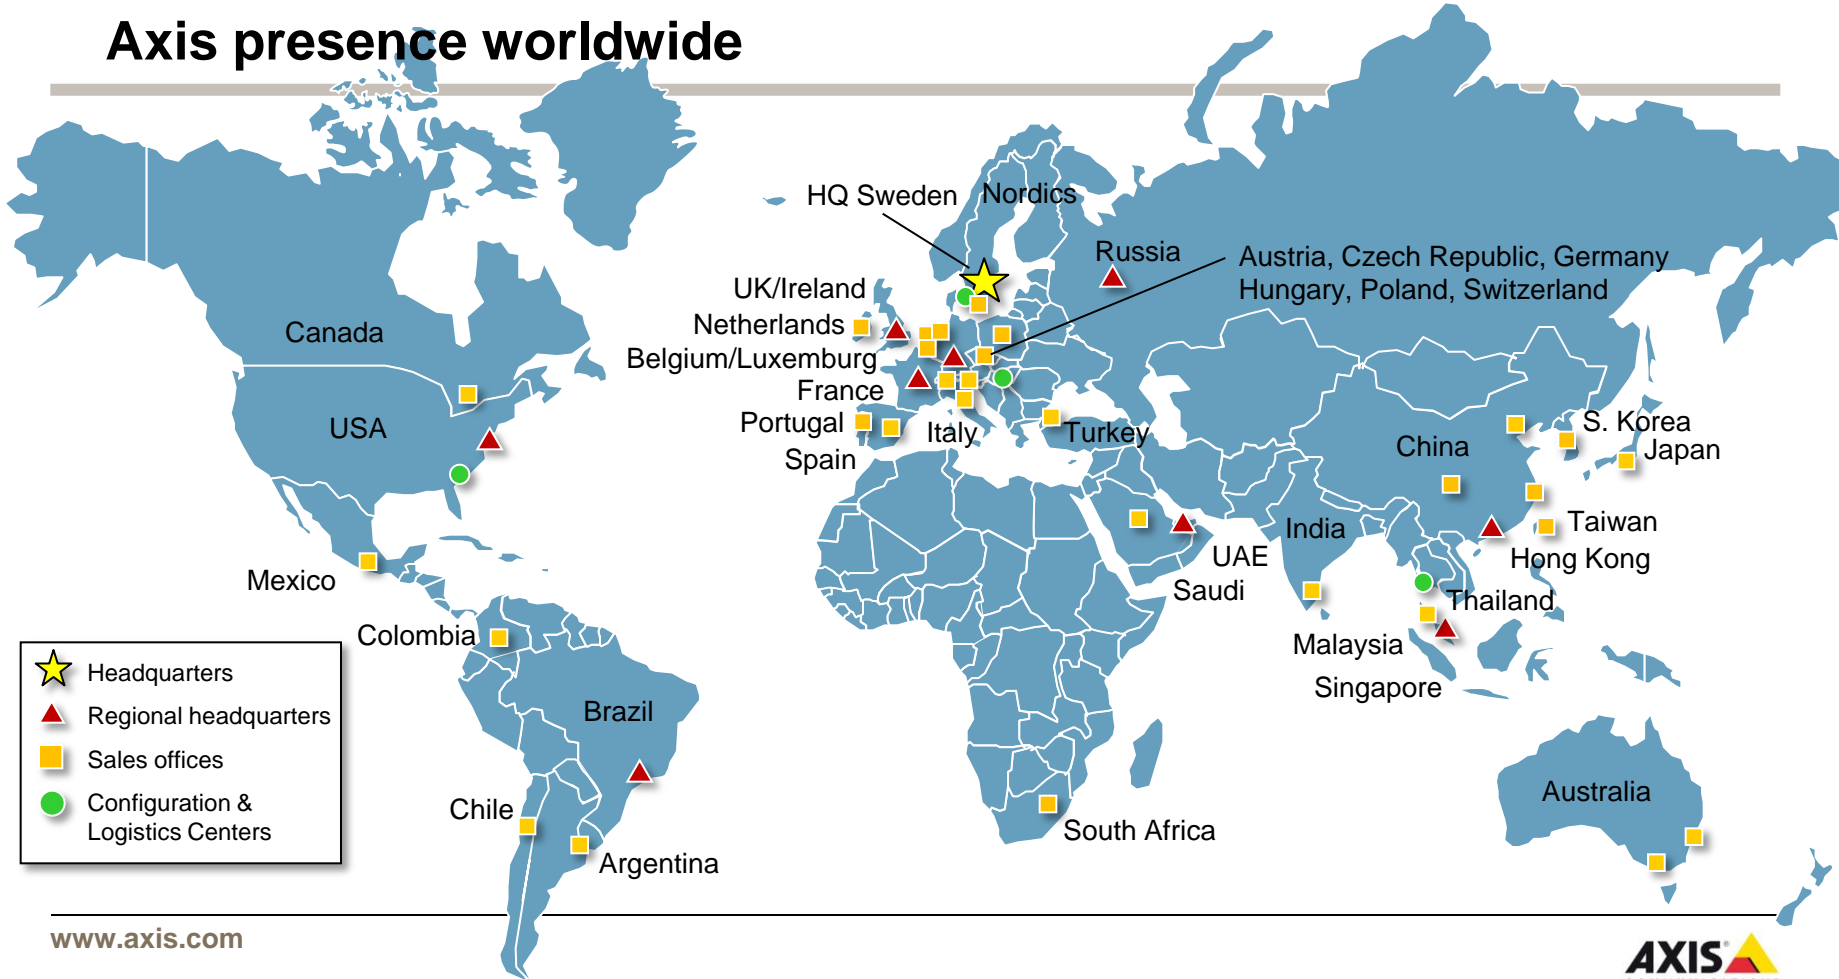 Axis presence worldwide
HQ Sweden
Nordics
Russia
Austria, Czech Republic, Germany
Hungary, Poland, Switzerland
UK/Ireland
Netherlands
Belgium/Luxemburg
France
Portugal
Spain
Italy
Turkey
Canada
USA
Mexico
Colombia
Brazil
Chile
Argentina
South Africa
UAE
Saudi
India
China
S. Korea
Japan
Taiwan
Hong Kong
Thailand
Malaysia
Singapore
Australia
Headquarters
Regional headquarters
Sales offices
Configuration &
Logistics Centers
www.axis.com
AXIS